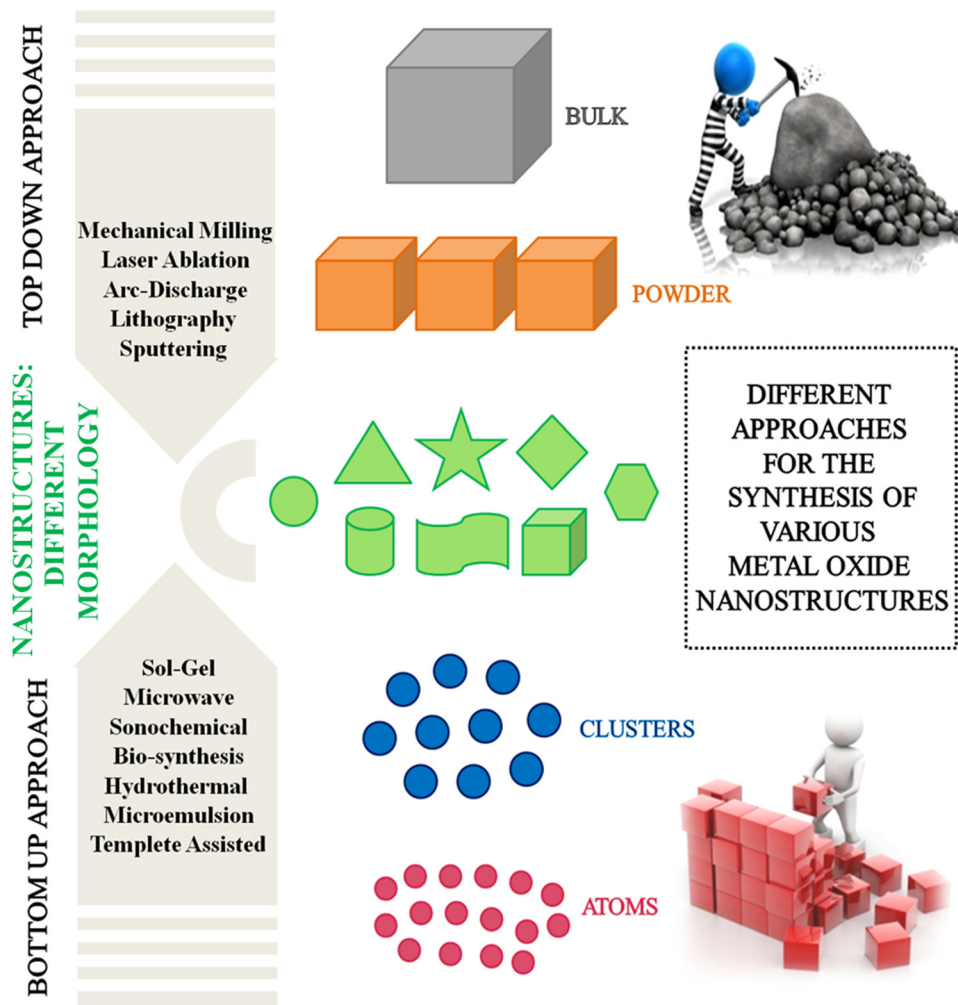 TOP DOWN APPROACH
Mechanical Milling
Laser Ablation
Arc-Discharge
Lithography
Sputtering
BULK
POWDER
NANOSTRUCTURES:
DIFFERENT
MORPHOLOGY
DIFFERENT
APPROACHES
FOR THE
SYNTHESIS OF
VARIOUS
METAL OXIDE
NANOSTRUCTURES
BOTTOM UP APPROACH
Sol-Gel
Microwave
Sonochemical
Bio-synthesis
Hydrothermal
Microemulsion
Templete Assisted
CLUSTERS
ATOMS